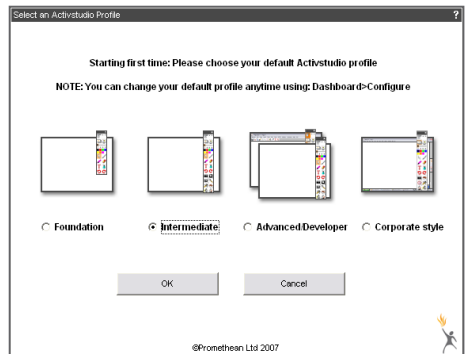 Select an Activstudio Profile ?
Starting first time: Please choose your default Activstudio profile
NOTE: You can change your default profile anytime using: Dashboard>Configure
Foundation Intermediate Advanced/Developer Corporate style
OK Cancel
©Promethean Ltd 2007